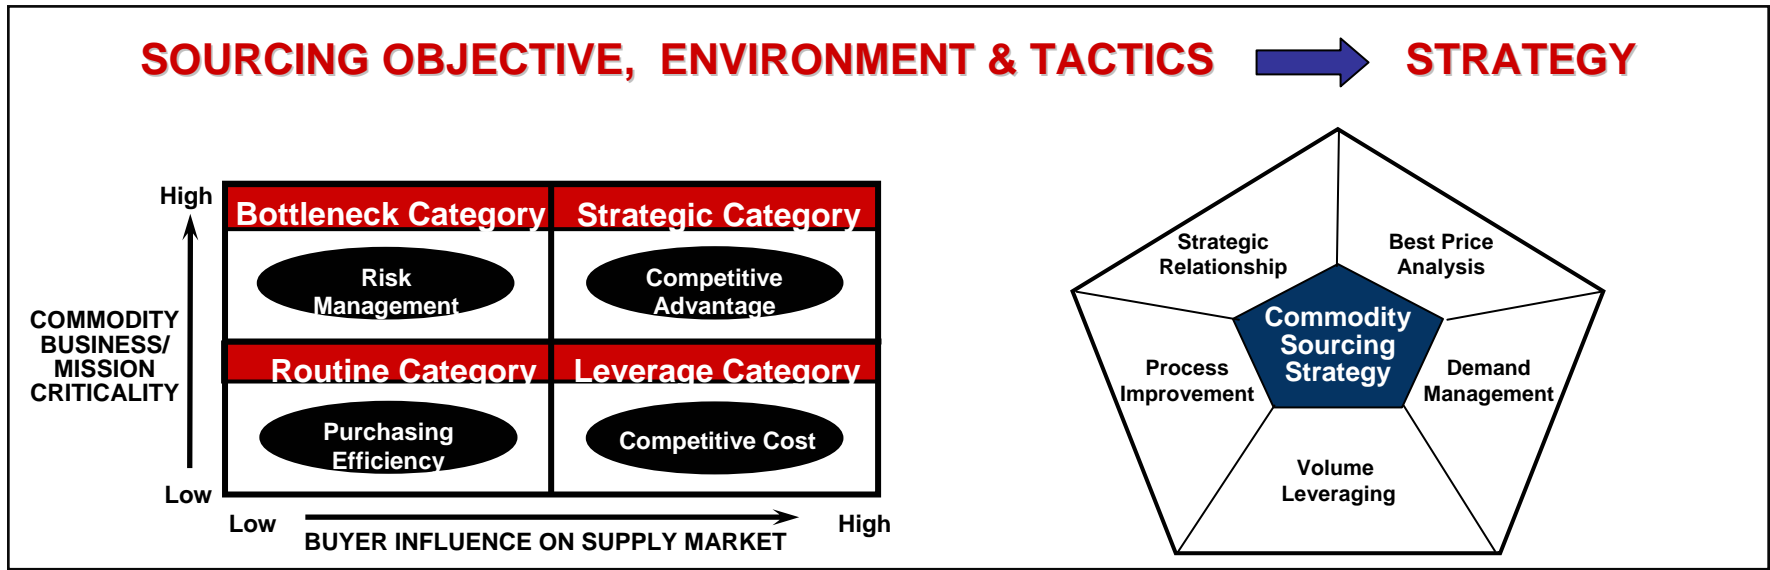 SOURCING OBJECTIVE, ENVIRONMENT & TACTICS STRATEGY
High
Bottleneck Category
Strategic Category
Risk
Management
Competitive
Advantage
COMMODITY
BUSINESS/
MISSION
CRITICALITY
Routine Category
Leverage Category
Purchasing
Efficiency
Competitive Cost
Low
Low
High
BUYER INFLUENCE ON SUPPLY MARKET
Strategic
Relationship
Best Price
Analysis
Commodity
Sourcing
Strategy
Process
Improvement
Demand
Management
Volume
Leveraging